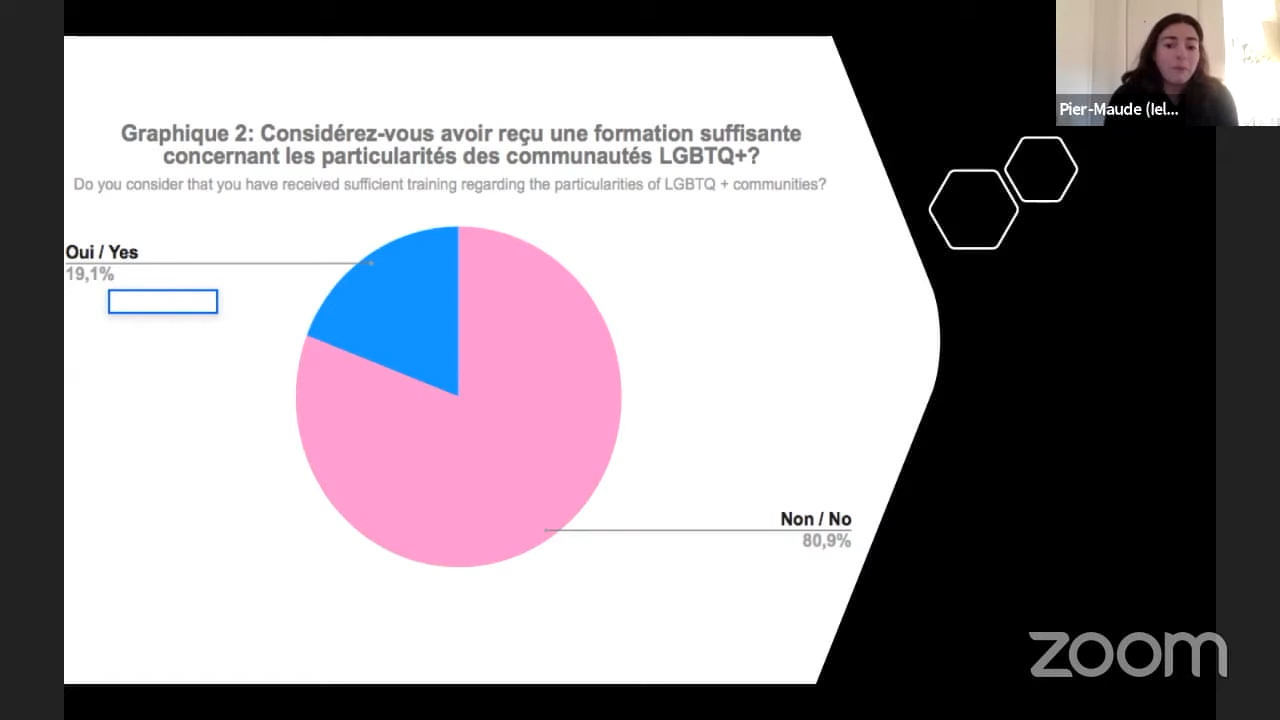 Graphique 2: Considérez-vous avoir reçu une formation suffisante
concernant les particularités des communautés LGBTQ+?
Do you consider that you have received sufficient training regarding the particularities of LGBTQ + communities?
Oui / Yes
19,1%
Non / No
80,9%
Pier-Maude (Iel...
zoom